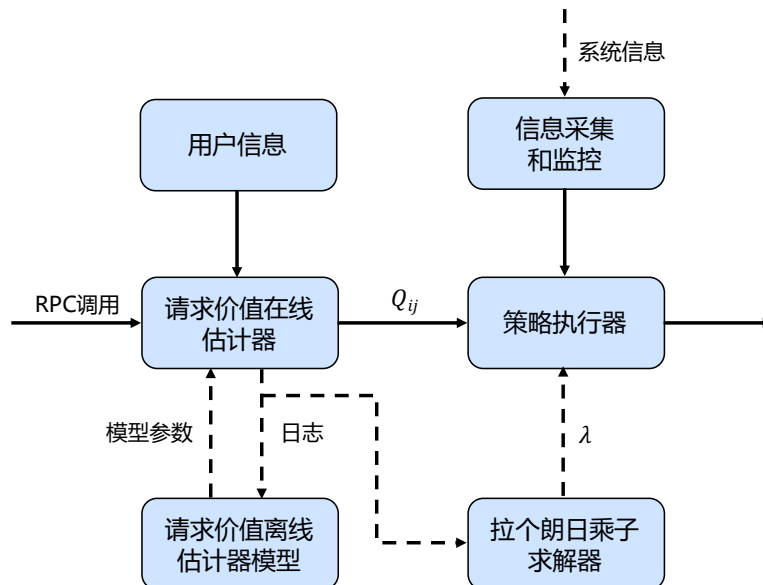 系统信息
用户信息
信息采集
和监控
RPC调用
请求价值在线
估计器
Q_{ij}
策略执行器
模型参数
日志
λ
请求价值离线
估计器模型
拉个朗日乘子
求解器